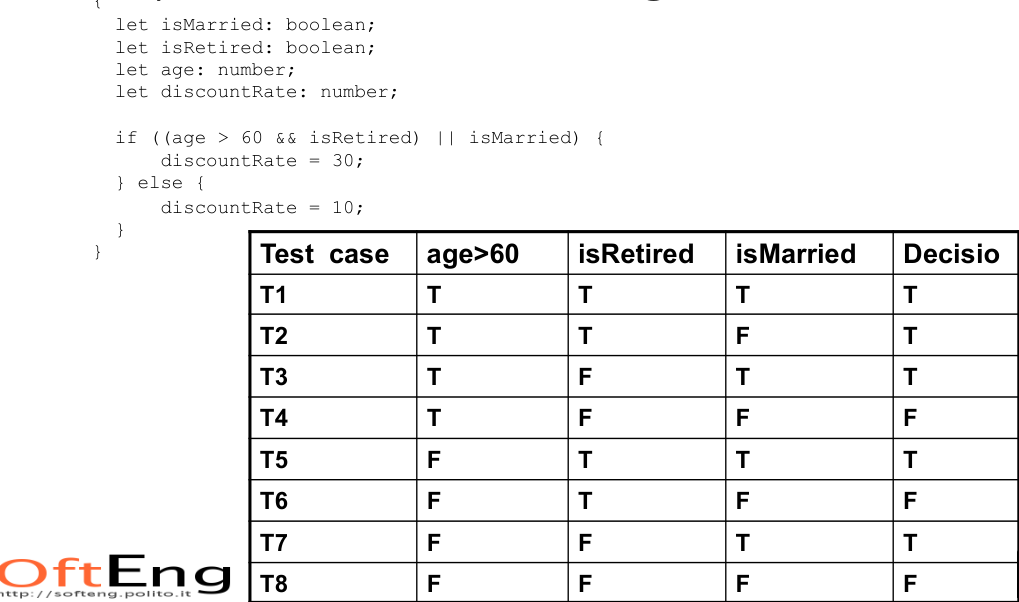 {
let isMarried: boolean;
let isRetired: boolean;
let age: number;
let discountRate: number;
if ((age > 60 && isRetired) || isMarried) {
discountRate = 30;
} else {
discountRate = 10;
}
}
Test case age>60 isRetired isMarried Decisio
T1 T T T T
T2 T T F T
T3 T F T T
T4 T F F F
T5 F T T T
T6 F T F F
T7 F F T T
T8 F F F F
OftEng
http://softeng.polito.it